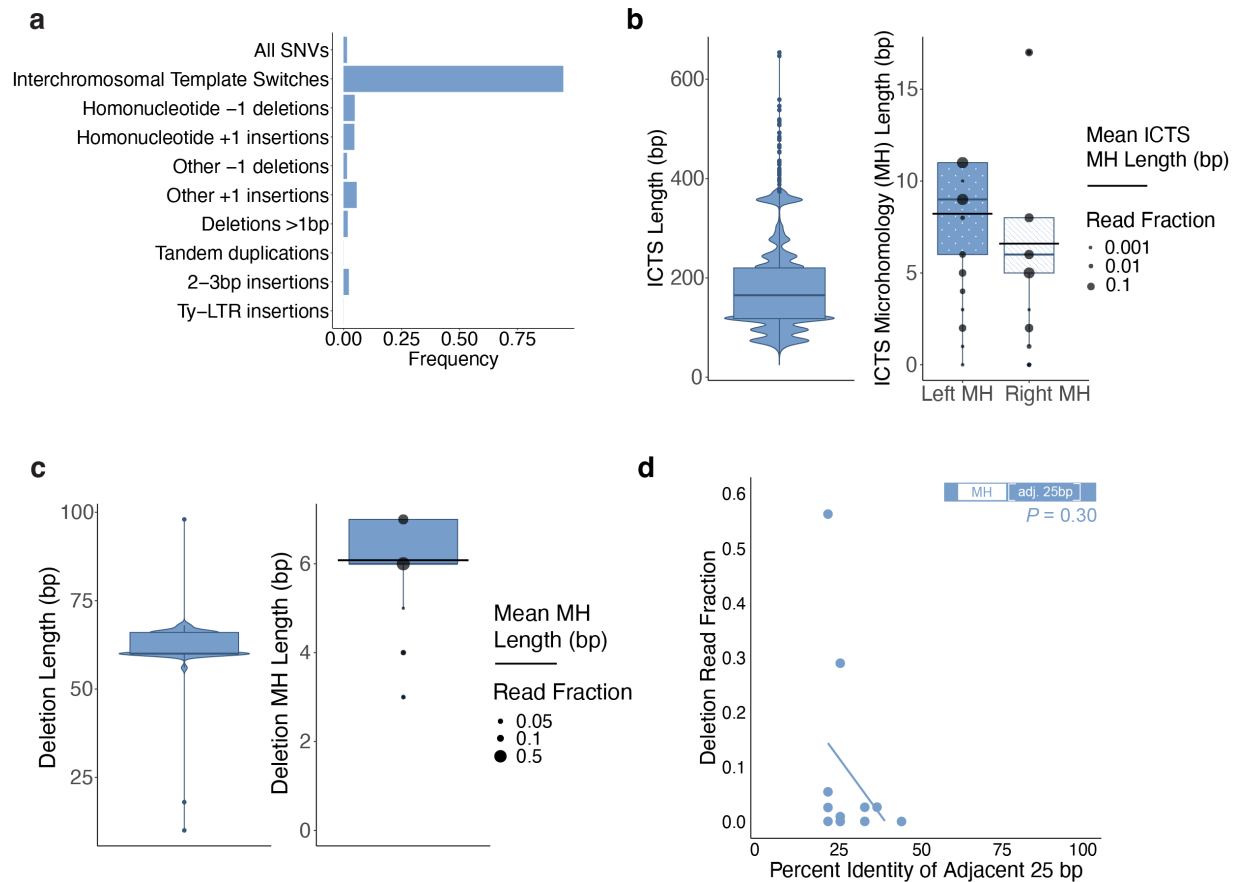 a
All SNVs
Interchromosomal Template Switches
Homonucleotide −1 deletions
Homonucleotide +1 insertions
Other −1 deletions
Other +1 insertions
Deletions >1bp
Tandem duplications
2−3bp insertions
Ty−LTR insertions
0.00 0.25 0.50 0.75
Frequency
b
ICTS Length (bp)
600
400
200
0
ICTS Microhomology (MH) Length (bp)
15
10
5
0
Left MH Right MH
Mean ICTS
MH Length (bp)
Read Fraction
0.001
0.01
0.1
c
Deletion Length (bp)
100
75
50
25
Deletion MH Length (bp)
6
4
2
0
Mean MH
Length (bp)
Read Fraction
0.05
0.1
0.5
d
Deletion Read Fraction
0.6
0.5
0.4
0.3
0.2
0.1
0.0
0 25 50 75 100
Percent Identity of Adjacent 25 bp
MH adj. 25bp
P = 0.30